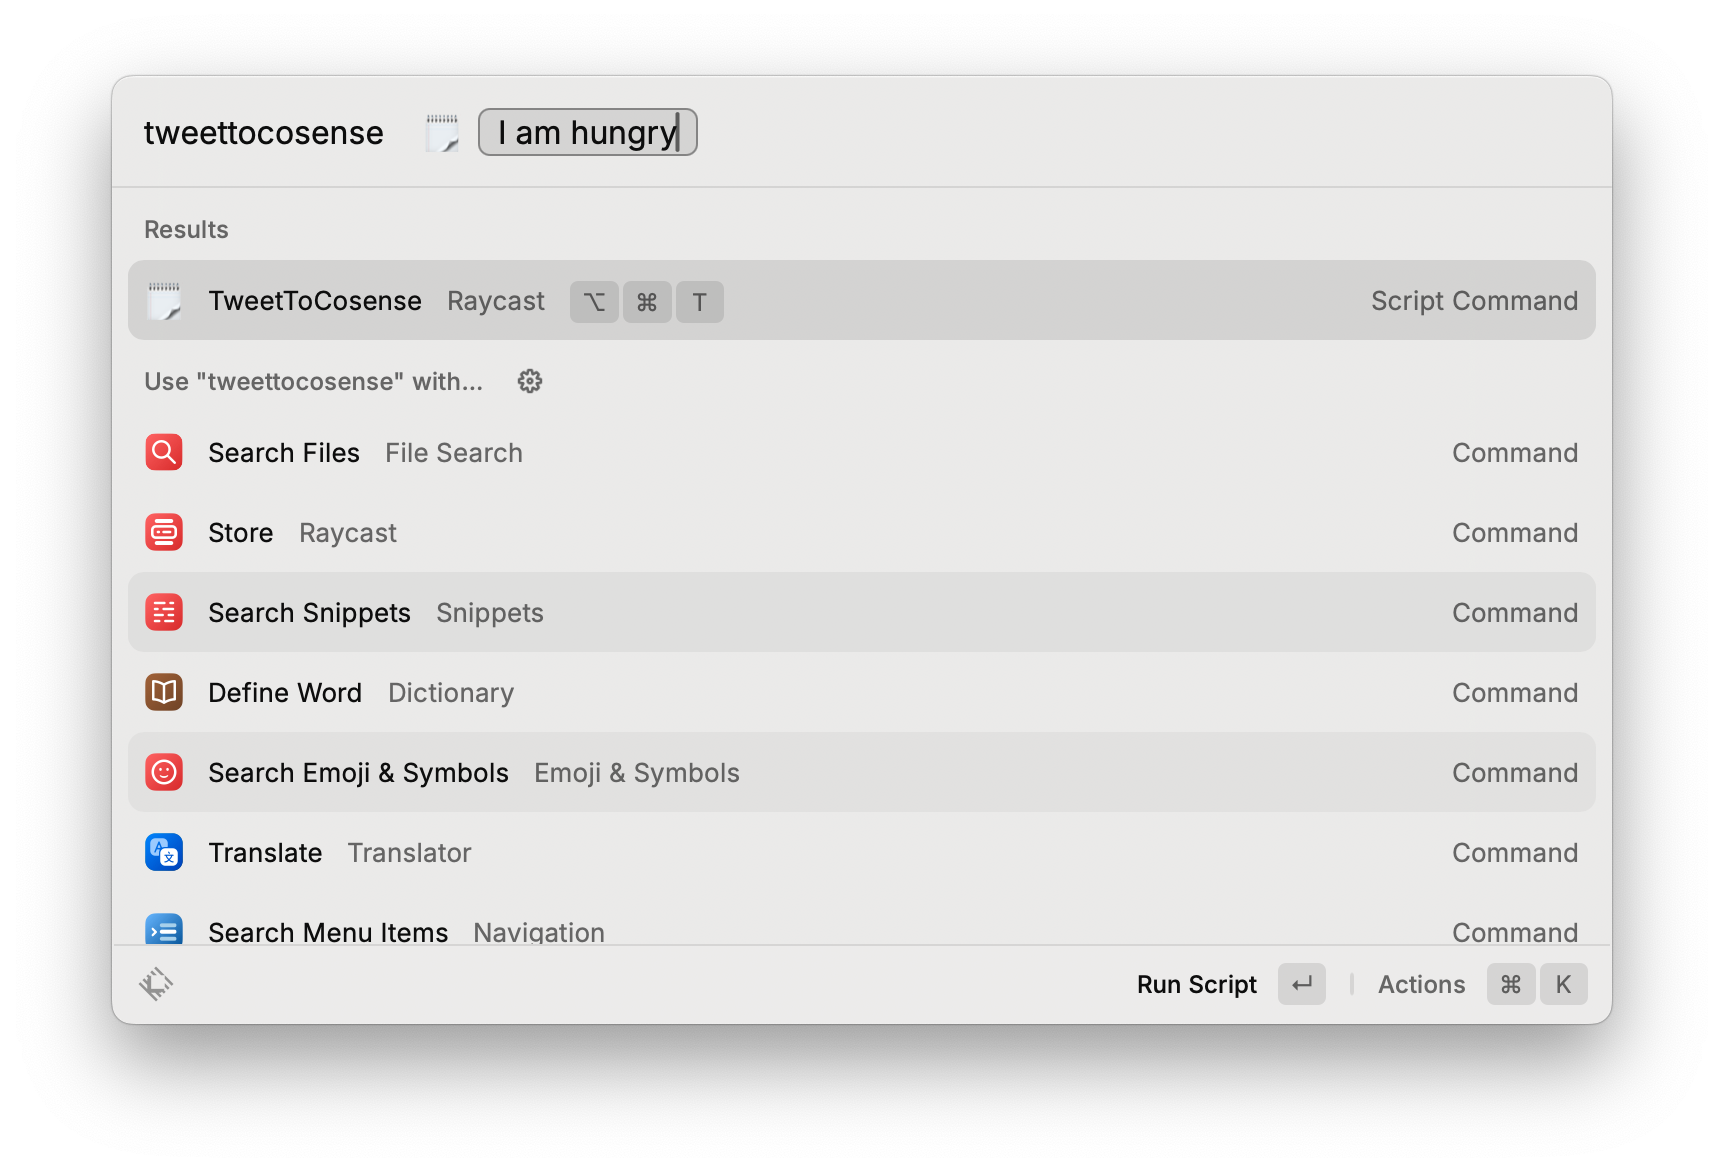 tweettocosense I am hungry
Results
TweetToCosense Raycast ⌥ ⌘ T Script Command
Use "tweettocosense" with...
Search Files File Search Command
Store Raycast Command
Search Snippets Snippets Command
Define Word Dictionary Command
Search Emoji & Symbols Emoji & Symbols Command
Translate Translator Command
Search Menu Items Navigation Command
Run Script ↵ Actions ⌘ K